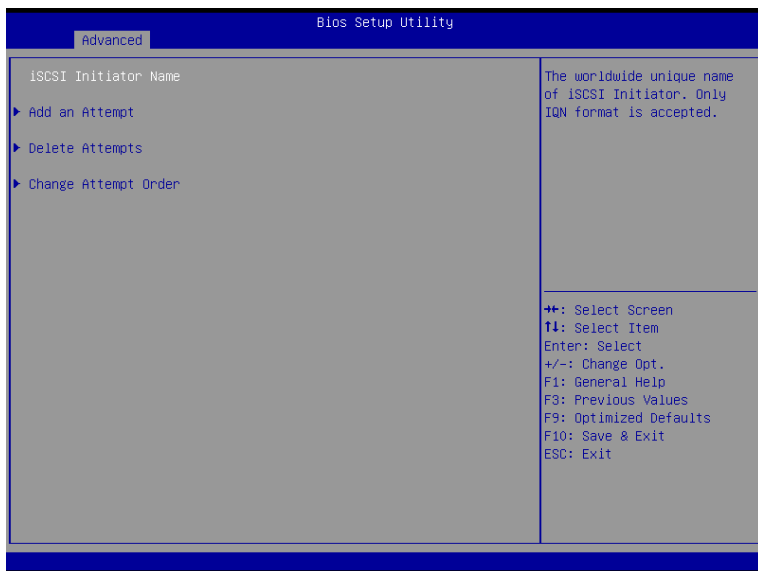 Bios Setup Utility
Advanced
iSCSI Initiator Name
Add an Attempt
Delete Attempts
Change Attempt Order
The worldwide unique name
of iSCSI Initiator. Only
IQN format is accepted.
→←: Select Screen
↑↓: Select Item
Enter: Select
+/-: Change Opt.
F1: General Help
F3: Previous Values
F9: Optimized Defaults
F10: Save & Exit
ESC: Exit